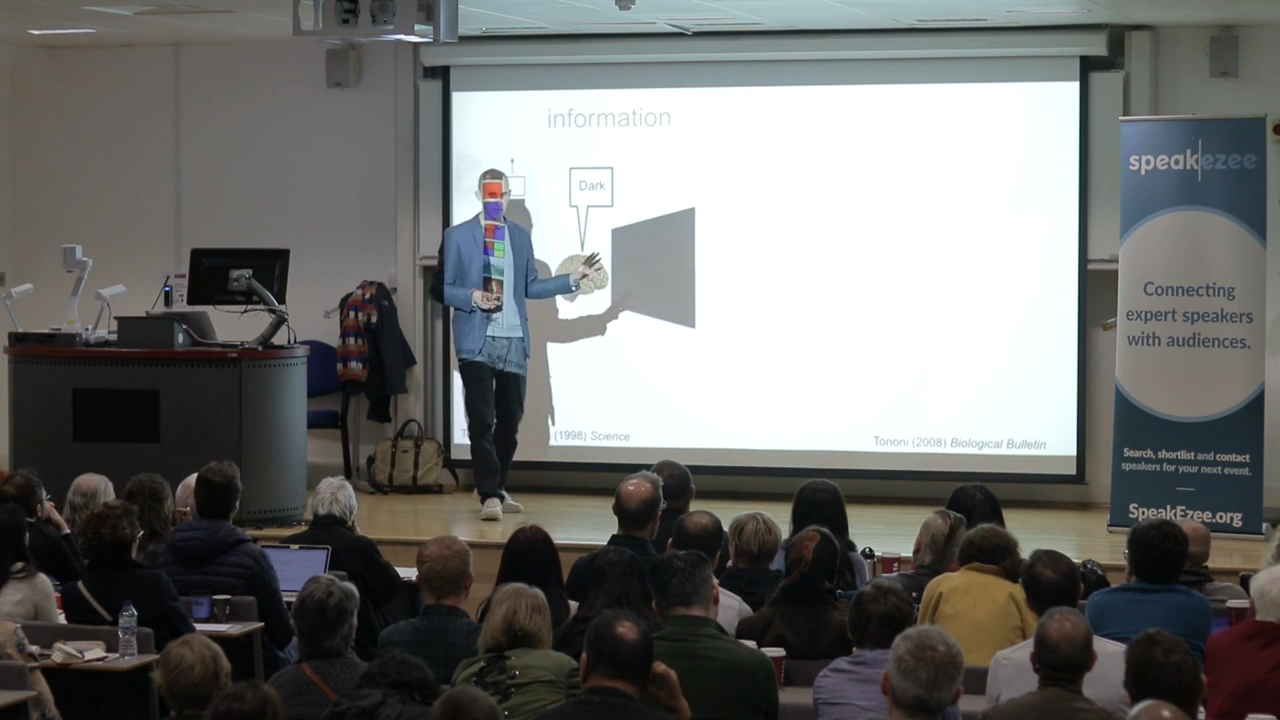 information
Dark
(1998) Science
Tononi (2008) Biological Bulletin
speakezee
Connecting
expert speakers
with audiences.
Search, shortlist and contact
speakers for your next event.
SpeakEzee.org